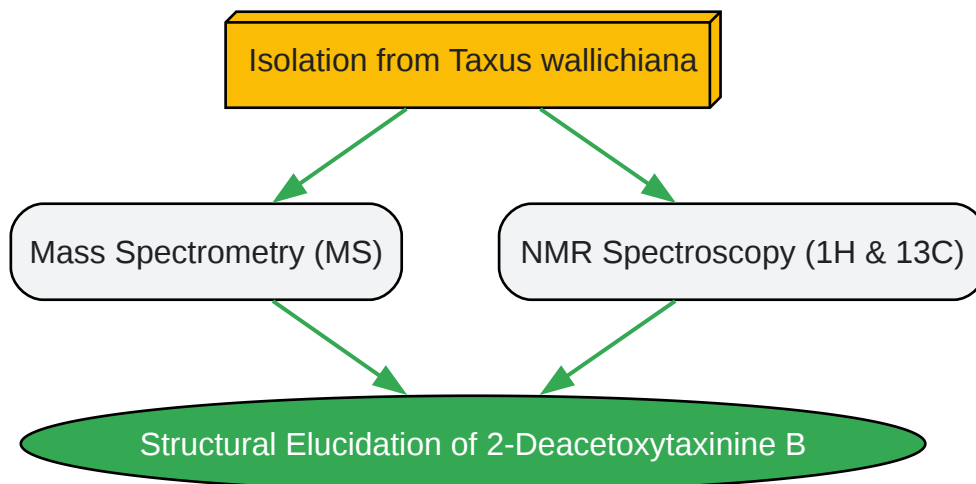 Isolation from Taxus wallichiana
Mass Spectrometry (MS)
NMR Spectroscopy (1H & 13C)
Structural Elucidation of 2-Deacetoxytaxinine B